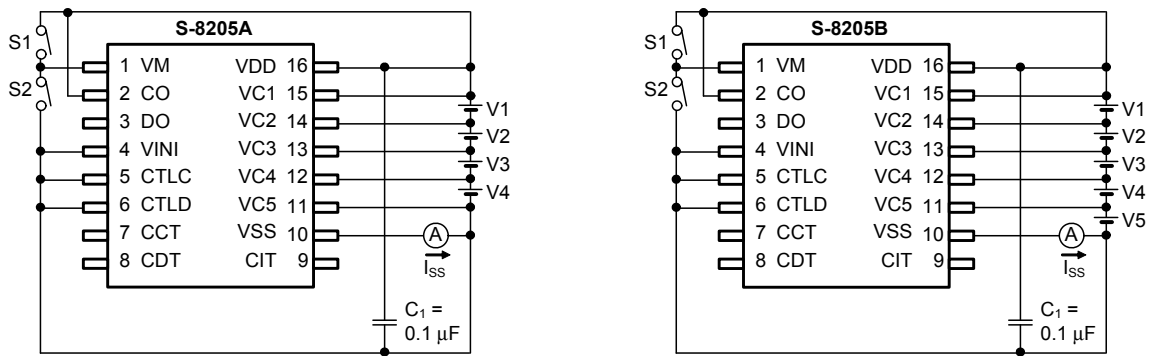 S-8205A
S1
S2
1 VM
2 CO
3 DO
4 VINI
5 CTLC
6 CTLD
7 CCT
8 CDT
VDD 16
VC1 15
VC2 14
VC3 13
VC4 12
VC5 11
VSS 10
CIT 9
V1
V2
V3
V4
A
ISS
C1 =
0.1 μF
S-8205B
S1
S2
1 VM
2 CO
3 DO
4 VINI
5 CTLC
6 CTLD
7 CCT
8 CDT
VDD 16
VC1 15
VC2 14
VC3 13
VC4 12
VC5 11
VSS 10
CIT 9
V1
V2
V3
V4
V5
A
ISS
C1 =
0.1 μF